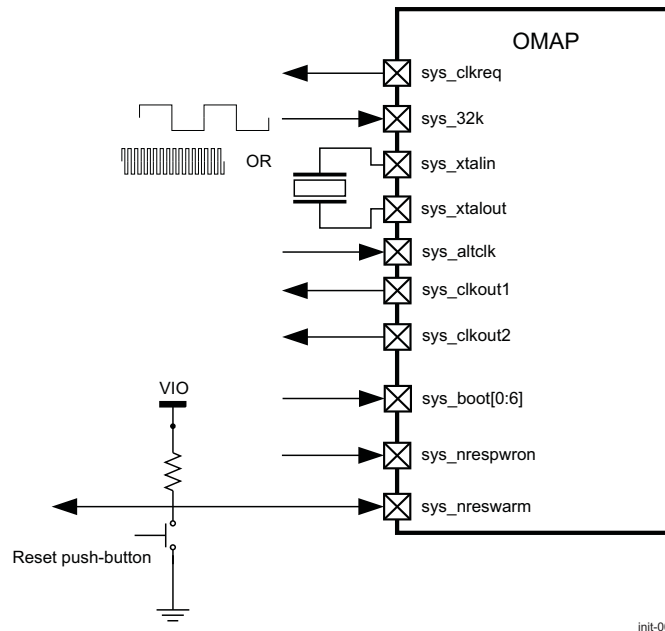 OMAP
sys_clkreq
sys_32k
OR
sys_xtalin
sys_xtalout
sys_altclk
sys_clkout1
sys_clkout2
VIO
sys_boot[0:6]
sys_nrespwron
sys_nreswarm
Reset push-button